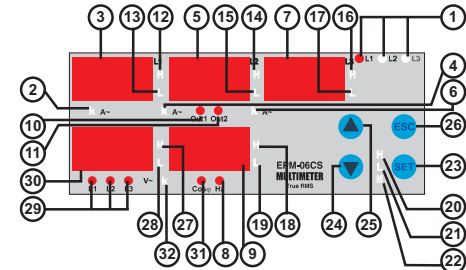 3 13 12 5 15 14 7 17 16 1
L1 L2 L3 L1 L2 L3
H H H
L L L
2 K A~ K A~ K A~ 4
6
10 Out1 Out2 ESC 26
11
30 H H EPM-06CS H SET 23
L L MULTIMETER L
V~ True RMS M
29 L1 L2 L3 K Cosφ Hz 20
21
28 27 19 18 24 25
32 31 8 9 22